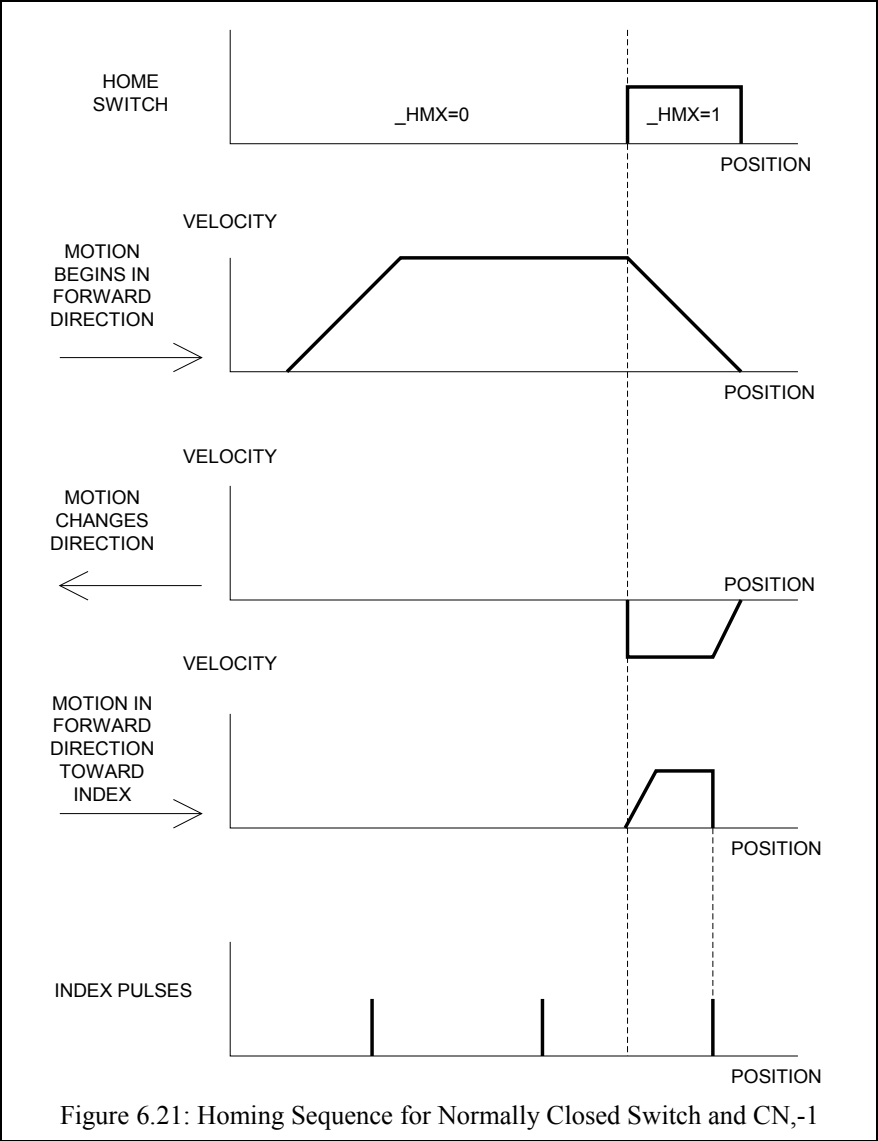 HOME
SWITCH
_HMX=0
_HMX=1
POSITION
VELOCITY
MOTION
BEGINS IN
FORWARD
DIRECTION
POSITION
VELOCITY
MOTION
CHANGES
DIRECTION
POSITION
VELOCITY
MOTION IN
FORWARD
DIRECTION
TOWARD
INDEX
POSITION
INDEX PULSES
POSITION
Figure 6.21: Homing Sequence for Normally Closed Switch and CN,-1